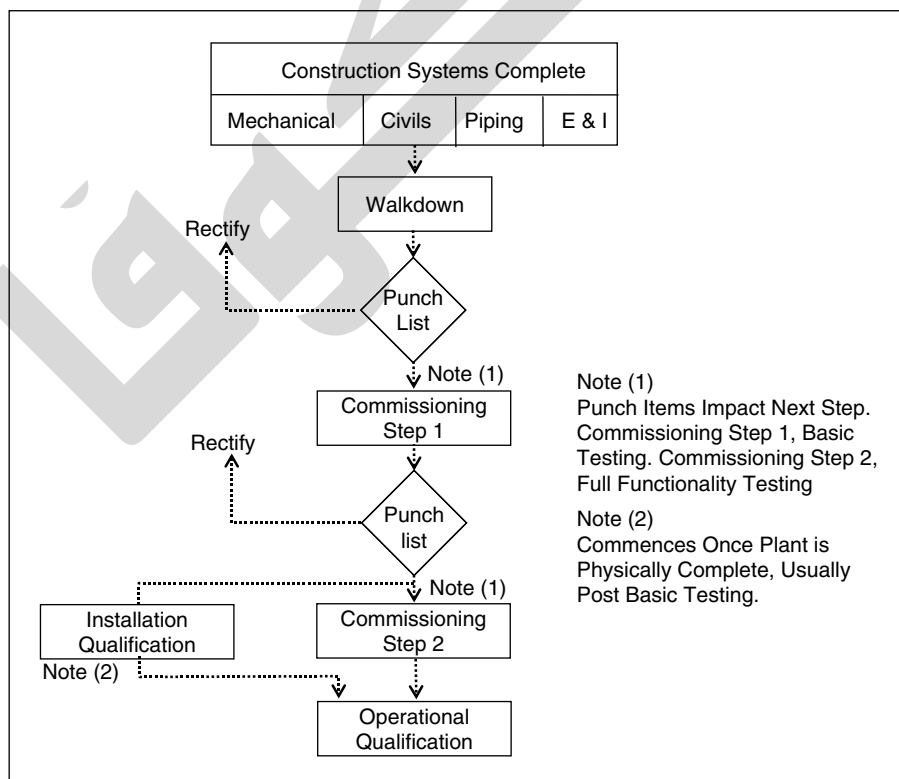 Construction Systems Complete
Mechanical Civils Piping E & I
Walkdown
Rectify
Punch
List
Note (1)
Commissioning
Step 1
Rectify
Punch
list
Note (1)
Installation
Qualification
Note (2)
Commissioning
Step 2
Operational
Qualification
Note (1)
Punch Items Impact Next Step.
Commissioning Step 1, Basic
Testing. Commissioning Step 2,
Full Functionality Testing
Note (2)
Commences Once Plant is
Physically Complete, Usually
Post Basic Testing.